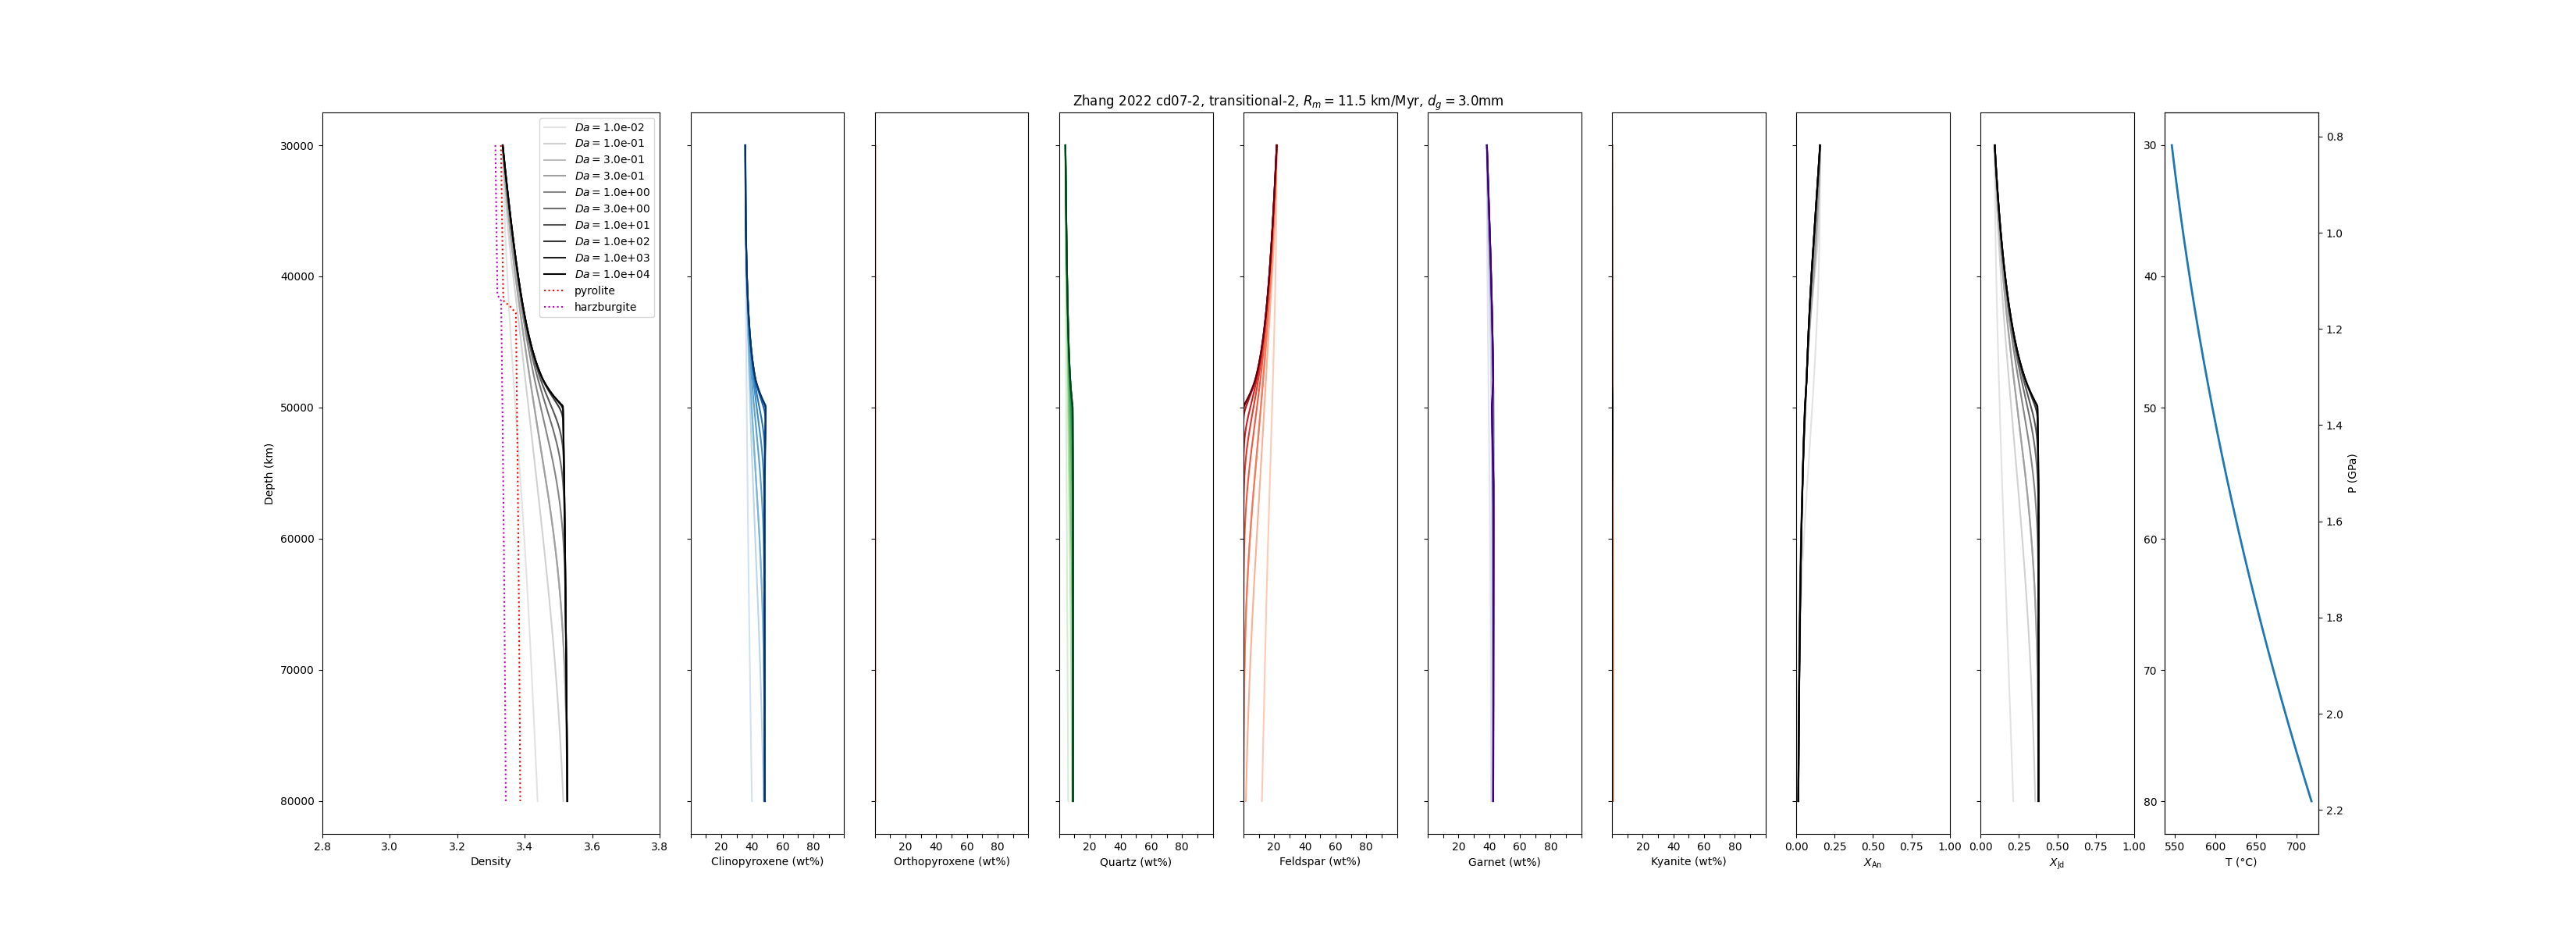 Zhang 2022 cd07-2, transitional-2, Rm = 11.5 km/Myr, dg = 3.0mm
Da = 1.0e-02
Da = 1.0e-01
Da = 3.0e-01
Da = 3.0e-01
Da = 1.0e+00
Da = 3.0e+00
Da = 1.0e+01
Da = 1.0e+02
Da = 1.0e+03
Da = 1.0e+04
pyrolite
harzburgite
30000
40000
50000
60000
70000
80000
Depth (km)
2.8 3.0 3.2 3.4 3.6 3.8
Density
20 40 60 80
Clinopyroxene (wt%)
20 40 60 80
Orthopyroxene (wt%)
20 40 60 80
Quartz (wt%)
20 40 60 80
Feldspar (wt%)
20 40 60 80
Garnet (wt%)
20 40 60 80
Kyanite (wt%)
0.00 0.25 0.50 0.75 1.00
XAn
0.00 0.25 0.50 0.75 1.00
XJd
30
40
50
60
70
80
550 600 650 700
T (°C)
0.8
1.0
1.2
1.4
1.6
1.8
2.0
2.2
P (GPa)